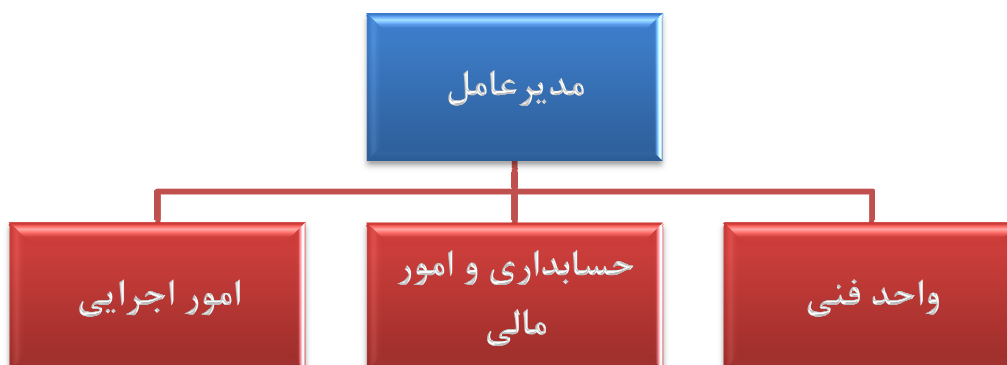 مدیرعامل
واحد فنی
حسابداری و امور
مالی
امور اجرایی